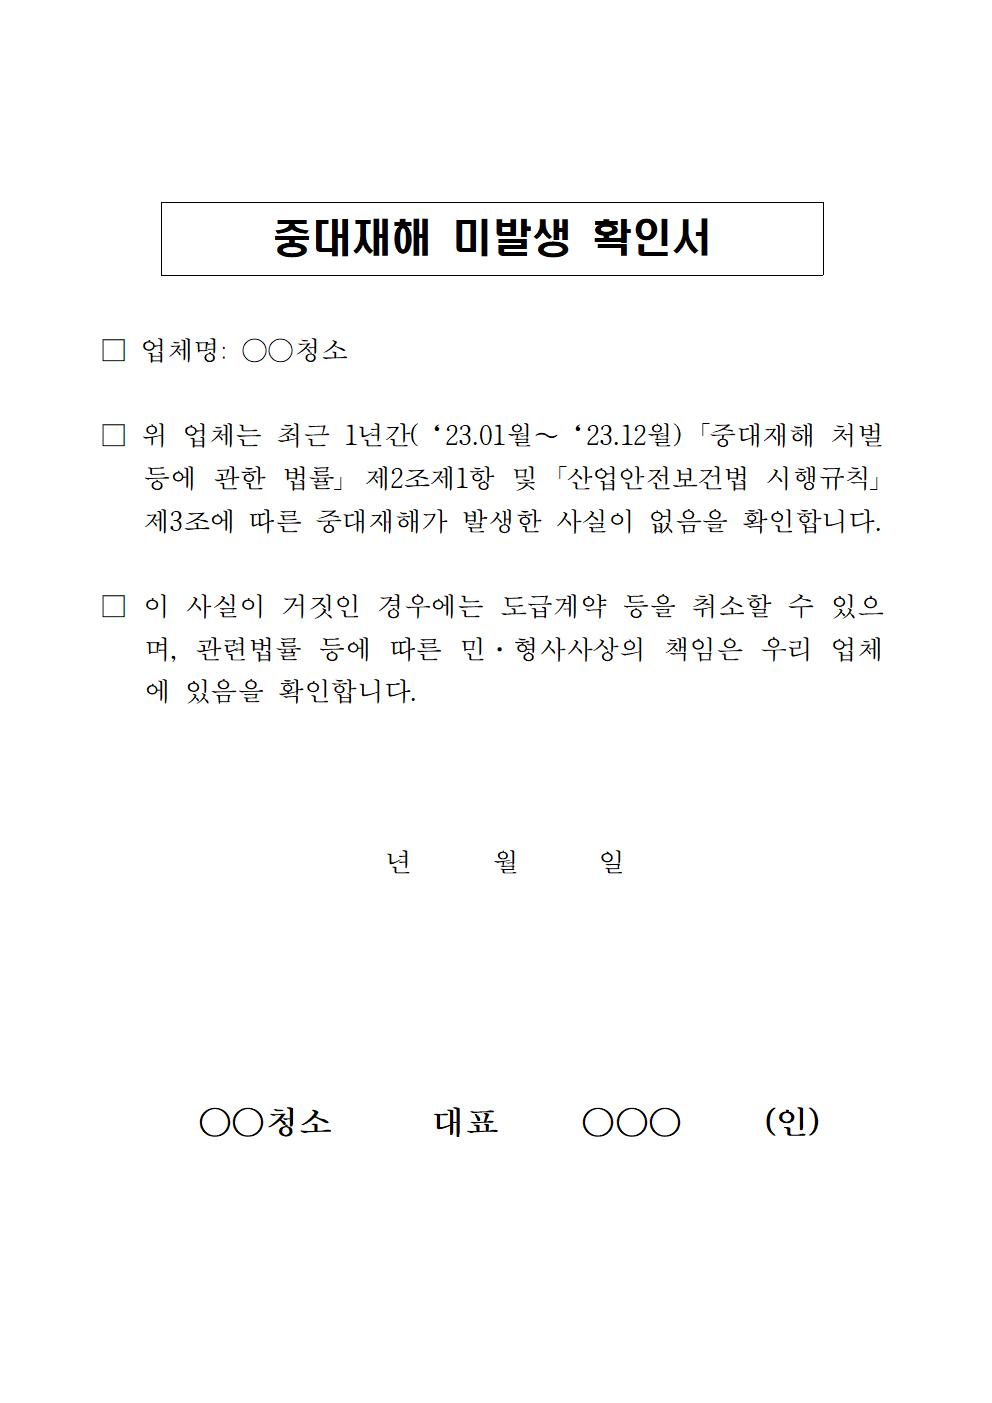 중대재해 미발생 확인서
□ 업체명: ○○청소
□ 위 업체는 최근 1년간( ‘23.01월～ ‘23.12월)「중대재해 처벌
등에 관한 법률」제2조제1항 및 「산업안전보건법 시행규칙」
제3조에 따른 중대재해가 발생한 사실이 없음을 확인합니다.
□ 이 사실이 거짓인 경우에는 도급계약 등을 취소할 수 있으
며, 관련법률 등에 따른 민·형사사상의 책임은 우리 업체
에 있음을 확인합니다.
년 월 일
○○청소 대표 ○○○ (인)